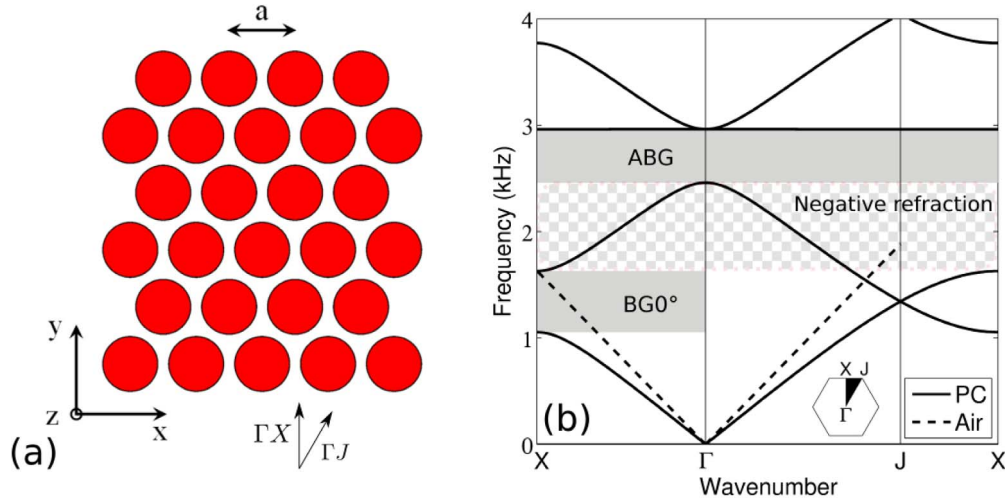 a
y
z
x
ΓX
ΓJ
(a)
4
3
2
1
0
Frequency (kHz)
ABG
Negative refraction
BG0°
X J
Γ
PC
Air
(b)
X Γ J X
Wavenumber